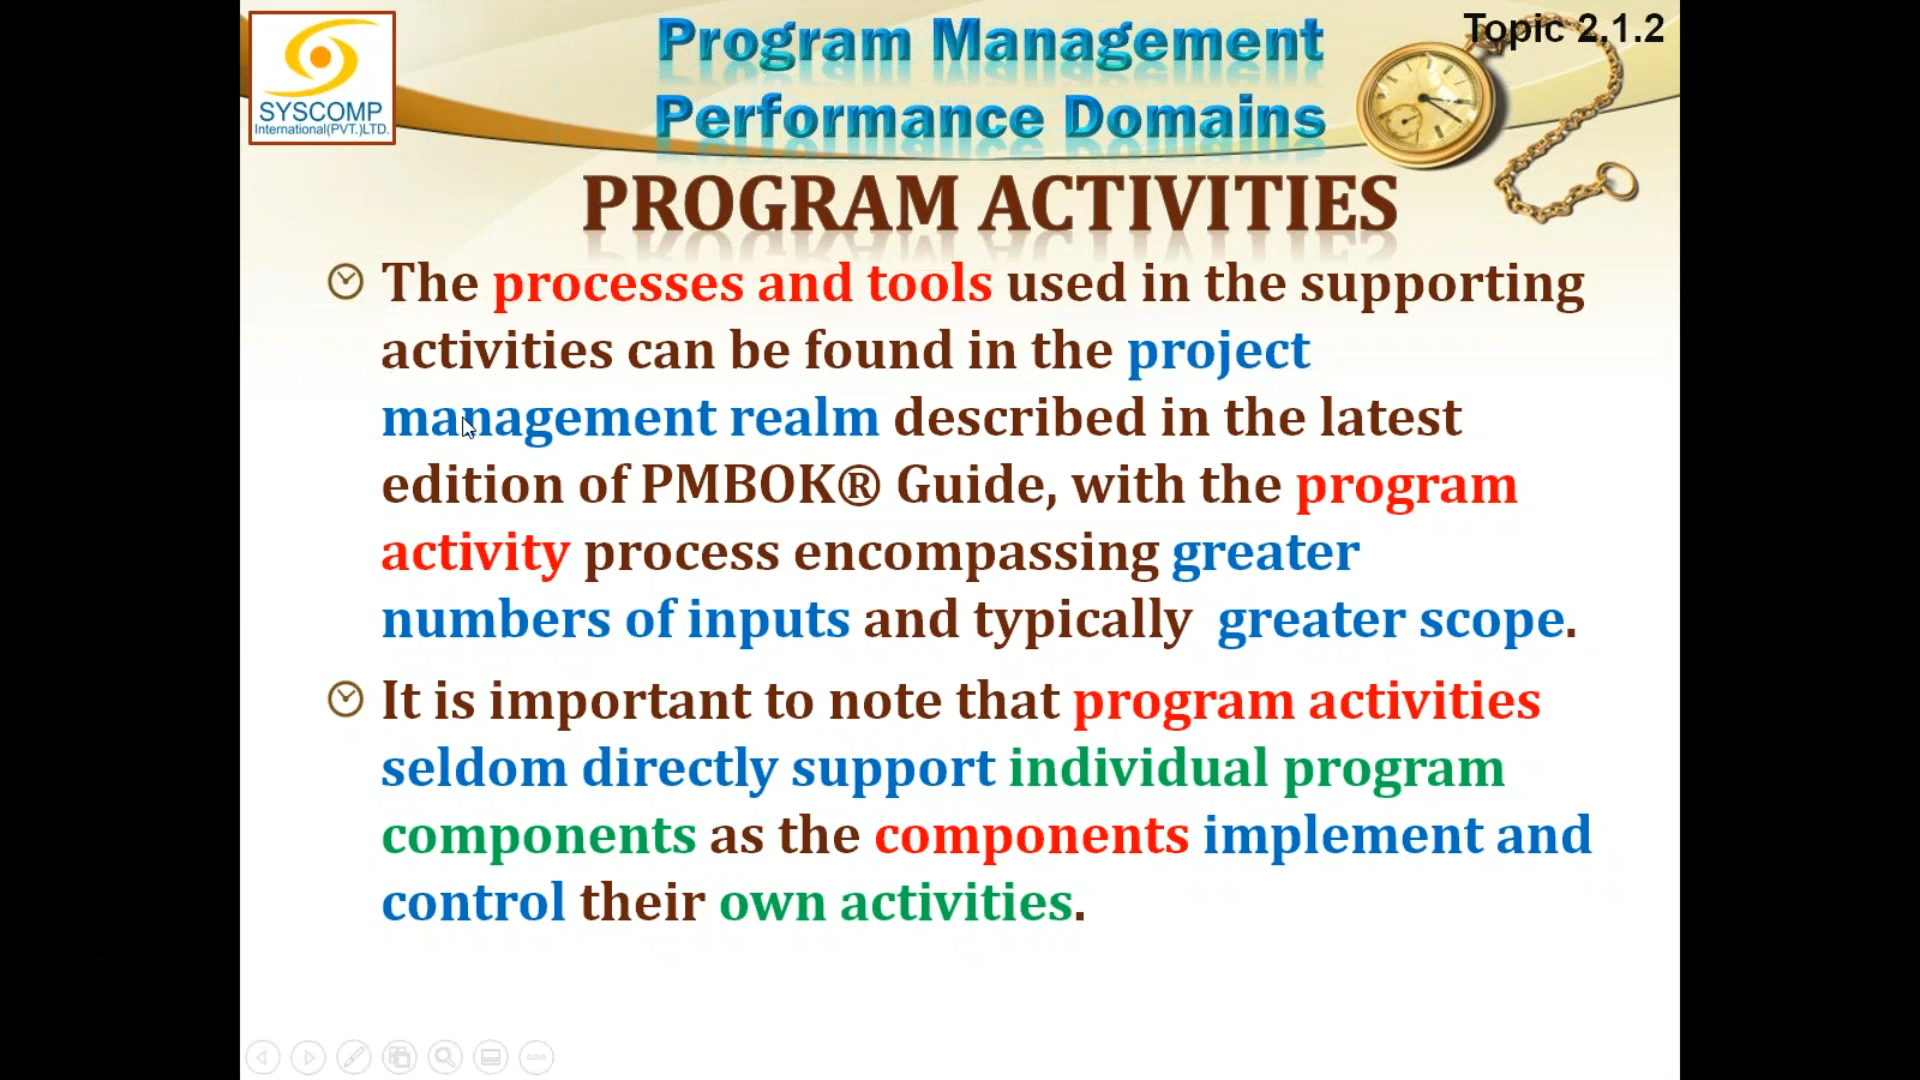 SYSCOMP
International(PVT.)LTD.
Program Management
Performance Domains
Topic 2.1.2
PROGRAM ACTIVITIES
The processes and tools used in the supporting
activities can be found in the project
management realm described in the latest
edition of PMBOK® Guide, with the program
activity process encompassing greater
numbers of inputs and typically greater scope.
It is important to note that program activities
seldom directly support individual program
components as the components implement and
control their own activities.